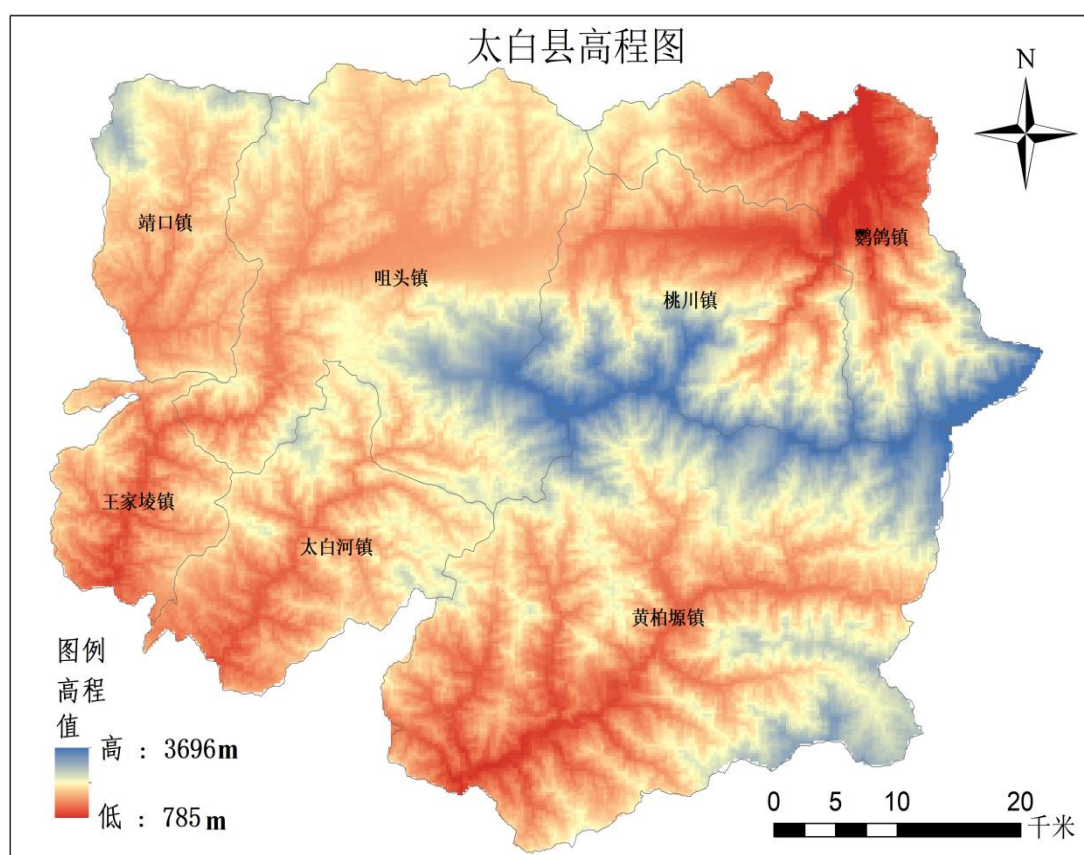 太白县高程图
N
靖口镇
鹦鸽镇
咀头镇
桃川镇
王家堎镇
太白河镇
黄柏塬镇
图例
高程
值
高 : 3696m
低 : 785m
0 5 10 20
千米